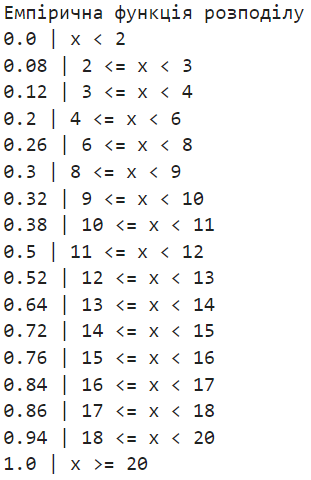 Емпірична функція розподілу
0.0 | x < 2
0.08 | 2 <= x < 3
0.12 | 3 <= x < 4
0.2 | 4 <= x < 6
0.26 | 6 <= x < 8
0.3 | 8 <= x < 9
0.32 | 9 <= x < 10
0.38 | 10 <= x < 11
0.5 | 11 <= x < 12
0.52 | 12 <= x < 13
0.64 | 13 <= x < 14
0.72 | 14 <= x < 15
0.76 | 15 <= x < 16
0.84 | 16 <= x < 17
0.86 | 17 <= x < 18
0.94 | 18 <= x < 20
1.0 | x >= 20